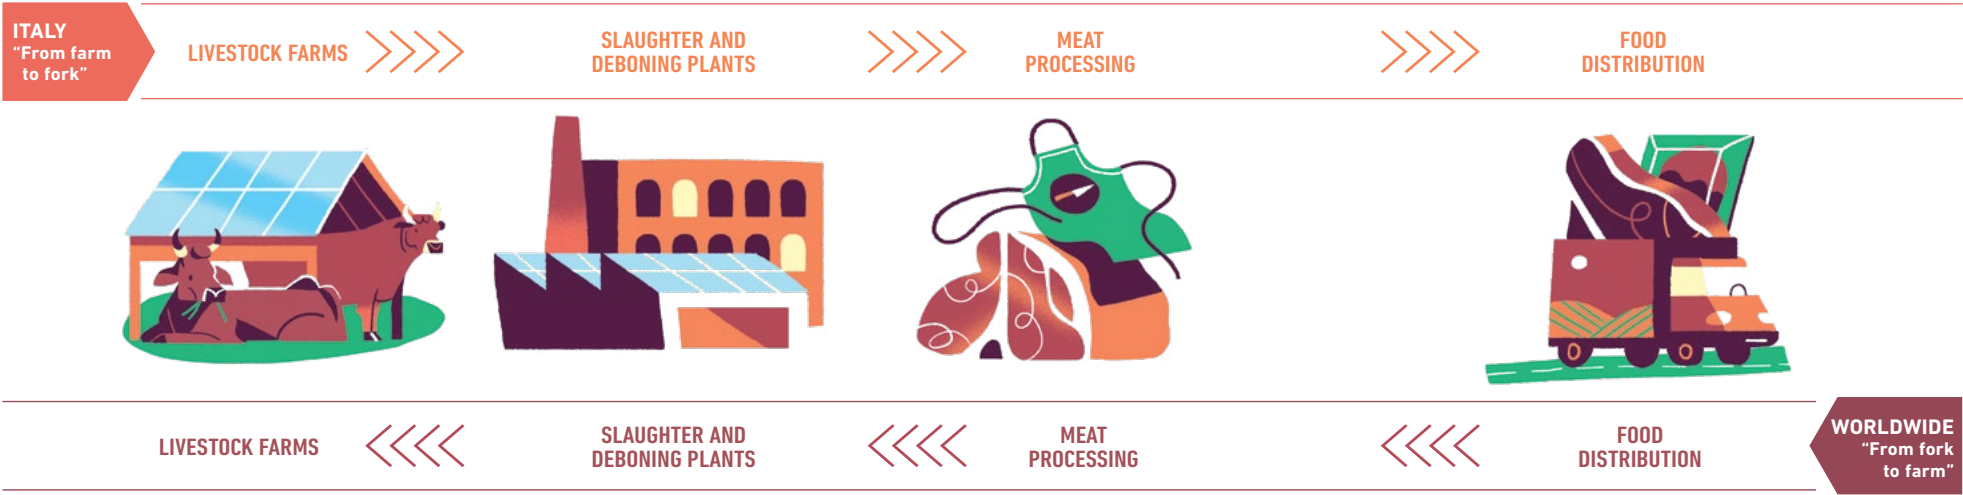 ITALY
“From farm
to fork”
LIVESTOCK FARMS
SLAUGHTER AND
DEBONING PLANTS
MEAT
PROCESSING
FOOD
DISTRIBUTION
LIVESTOCK FARMS
SLAUGHTER AND
DEBONING PLANTS
MEAT
PROCESSING
FOOD
DISTRIBUTION
WORLDWIDE
“From fork
to farm”